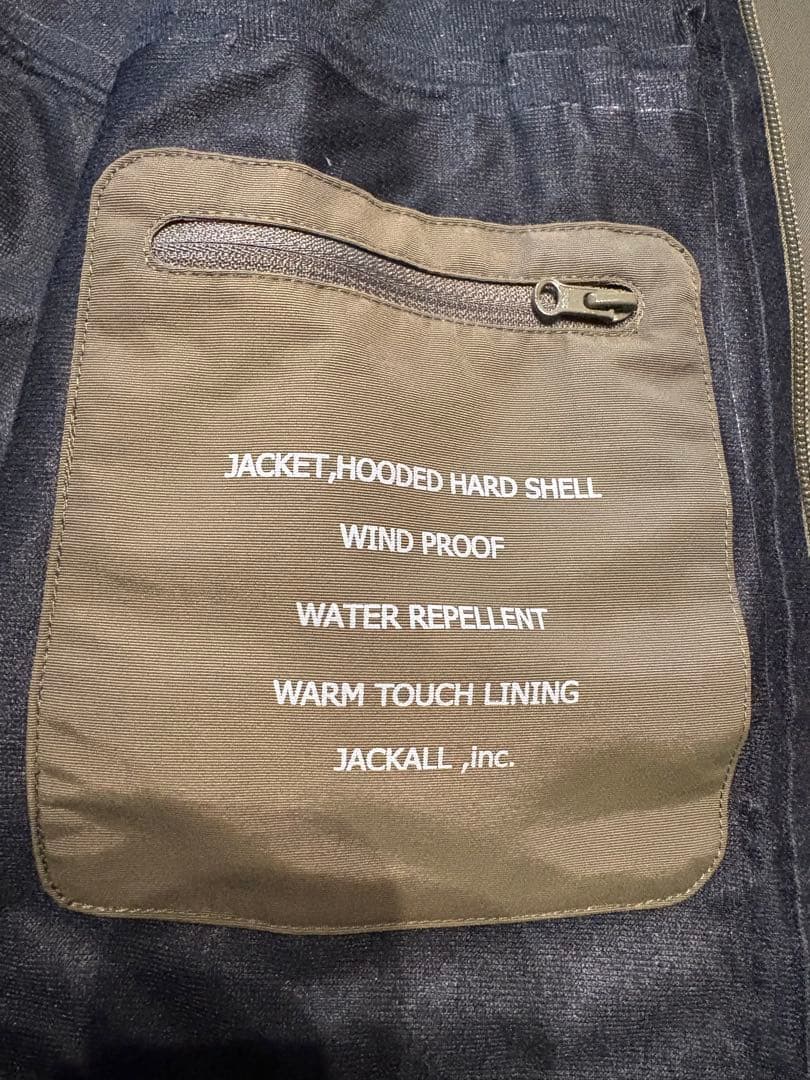 JACKET,HOODED HARD SHELL
WIND PROOF
WATER REPELLENT
WARM TOUCH LINING
JACKALL ,inc.